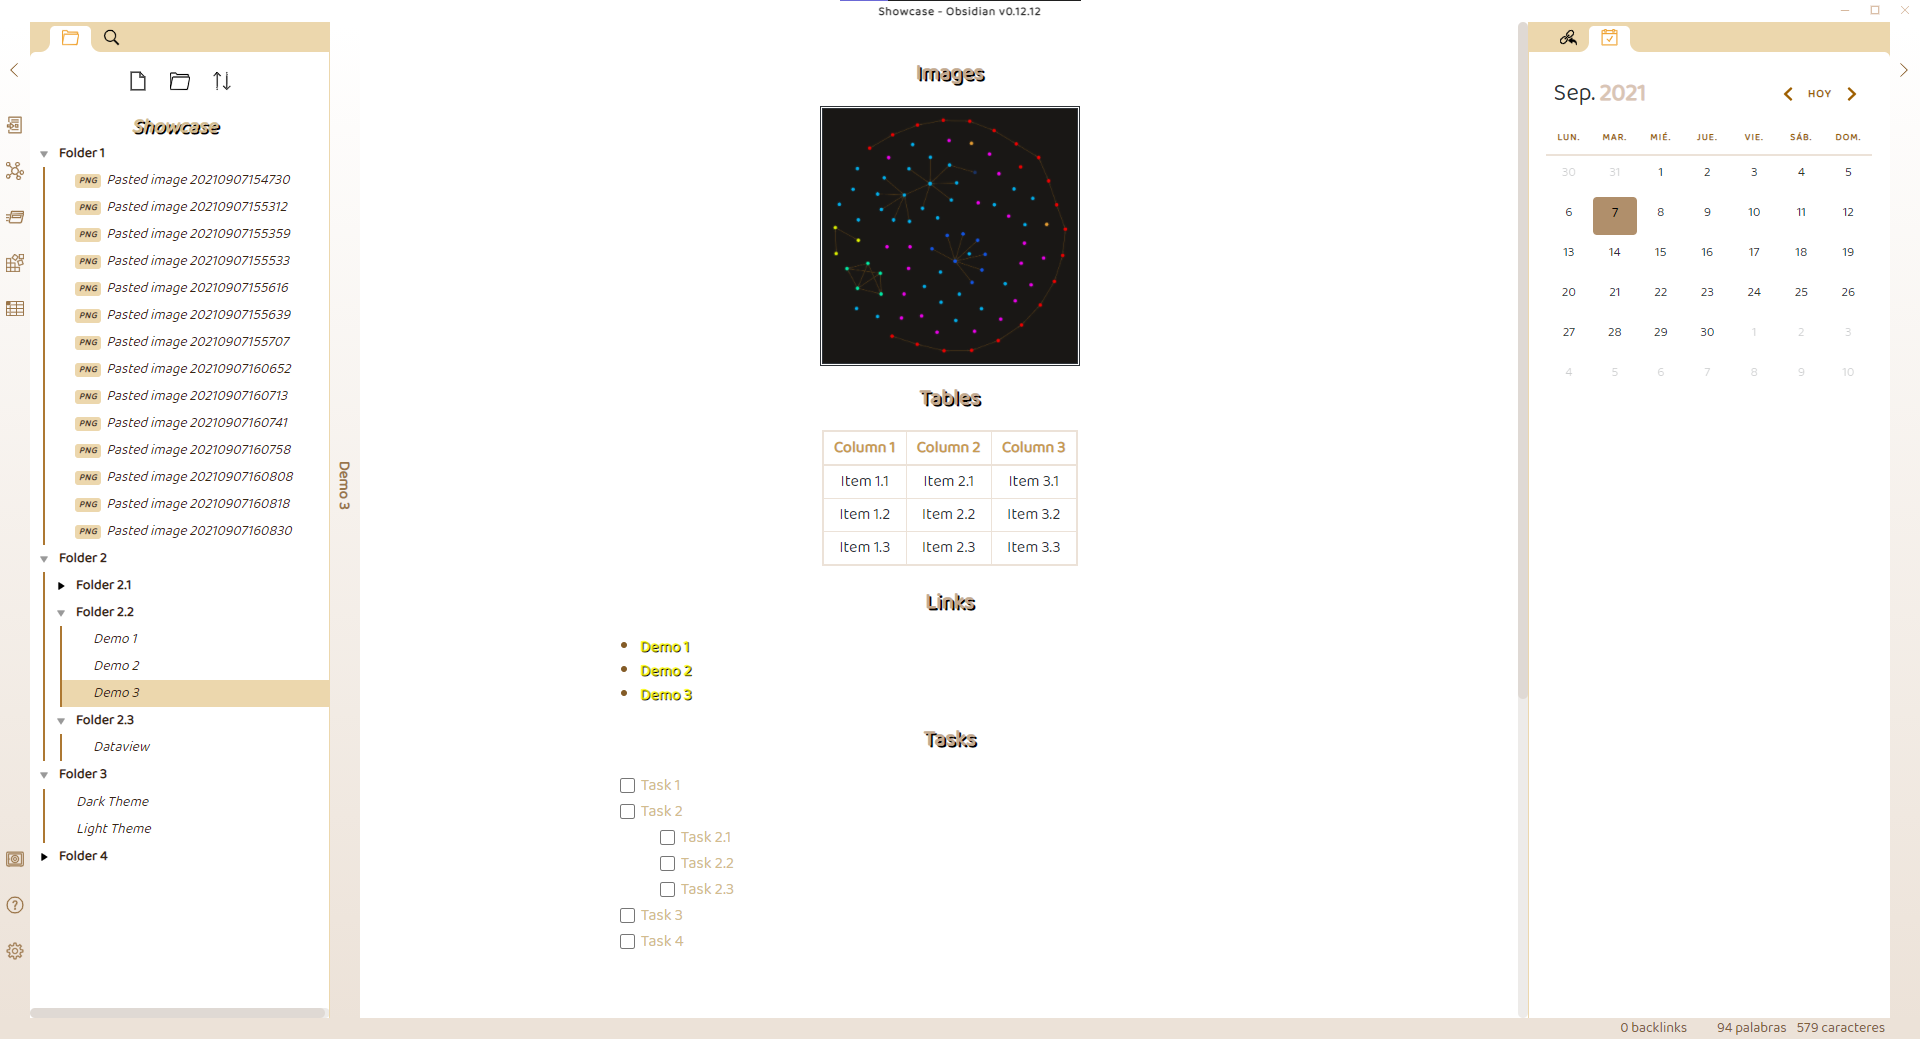 Showcase - Obsidian v0.12.12
Showcase
Folder 1
PNG Pasted image 20210907154730
PNG Pasted image 20210907155312
PNG Pasted image 20210907155359
PNG Pasted image 20210907155533
PNG Pasted image 20210907155616
PNG Pasted image 20210907155639
PNG Pasted image 20210907155707
PNG Pasted image 20210907160652
PNG Pasted image 20210907160713
PNG Pasted image 20210907160741
PNG Pasted image 20210907160758
PNG Pasted image 20210907160808
PNG Pasted image 20210907160818
PNG Pasted image 20210907160830
Folder 2
Folder 2.1
Folder 2.2
Demo 1
Demo 2
Demo 3
Folder 2.3
Dataview
Folder 3
Dark Theme
Light Theme
Folder 4
Demo 3
Images
Tables
Column 1 Column 2 Column 3
Item 1.1 Item 2.1 Item 3.1
Item 1.2 Item 2.2 Item 3.2
Item 1.3 Item 2.3 Item 3.3
Links
Demo 1
Demo 2
Demo 3
Tasks
Task 1
Task 2
Task 2.1
Task 2.2
Task 2.3
Task 3
Task 4
Sep. 2021 HOY
LUN. MAR. MIÉ. JUE. VIE. SÁB. DOM.
30 31 1 2 3 4 5
6 7 8 9 10 11 12
13 14 15 16 17 18 19
20 21 22 23 24 25 26
27 28 29 30 1 2 3
4 5 6 7 8 9 10
0 backlinks 94 palabras 579 caracteres